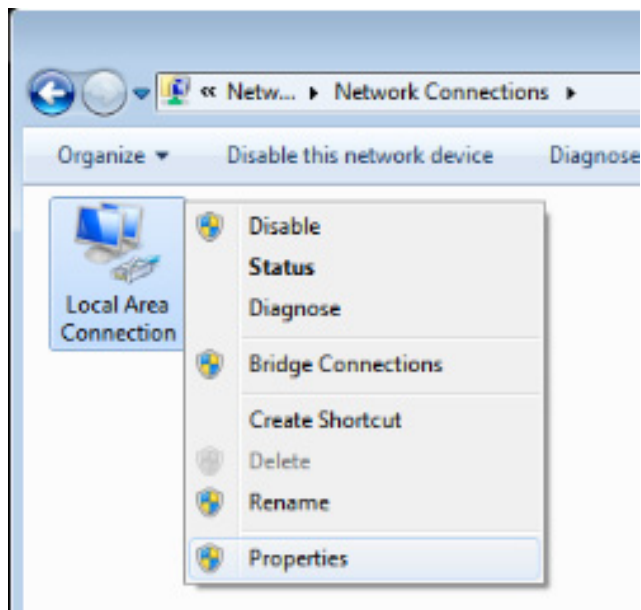 « Netw... ▸ Network Connections ▸
Organize ▾ Disable this network device Diagnose
Local Area
Connection
Disable
Status
Diagnose
Bridge Connections
Create Shortcut
Delete
Rename
Properties